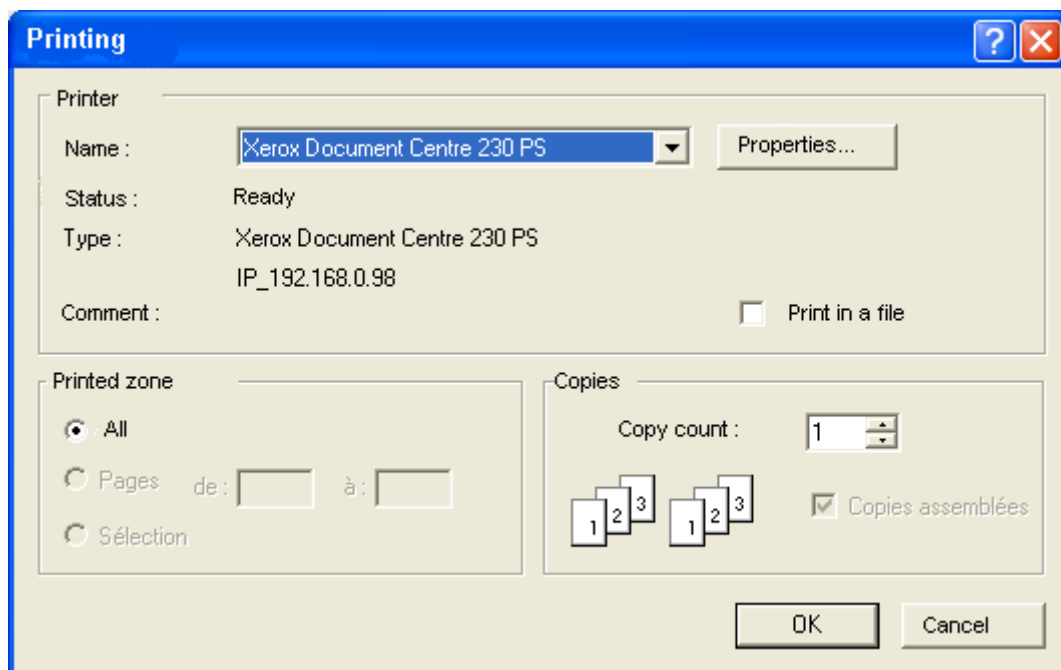 Printing
Printer
Name : Xerox Document Centre 230 PS Properties...
Status : Ready
Type : Xerox Document Centre 230 PS
IP_192.168.0.98
Comment : Print in a file
Printed zone
All
Pages de : à :
Sélection
Copies
Copy count : 1
1 2 3 1 2 3
Copies assemblées
OK Cancel